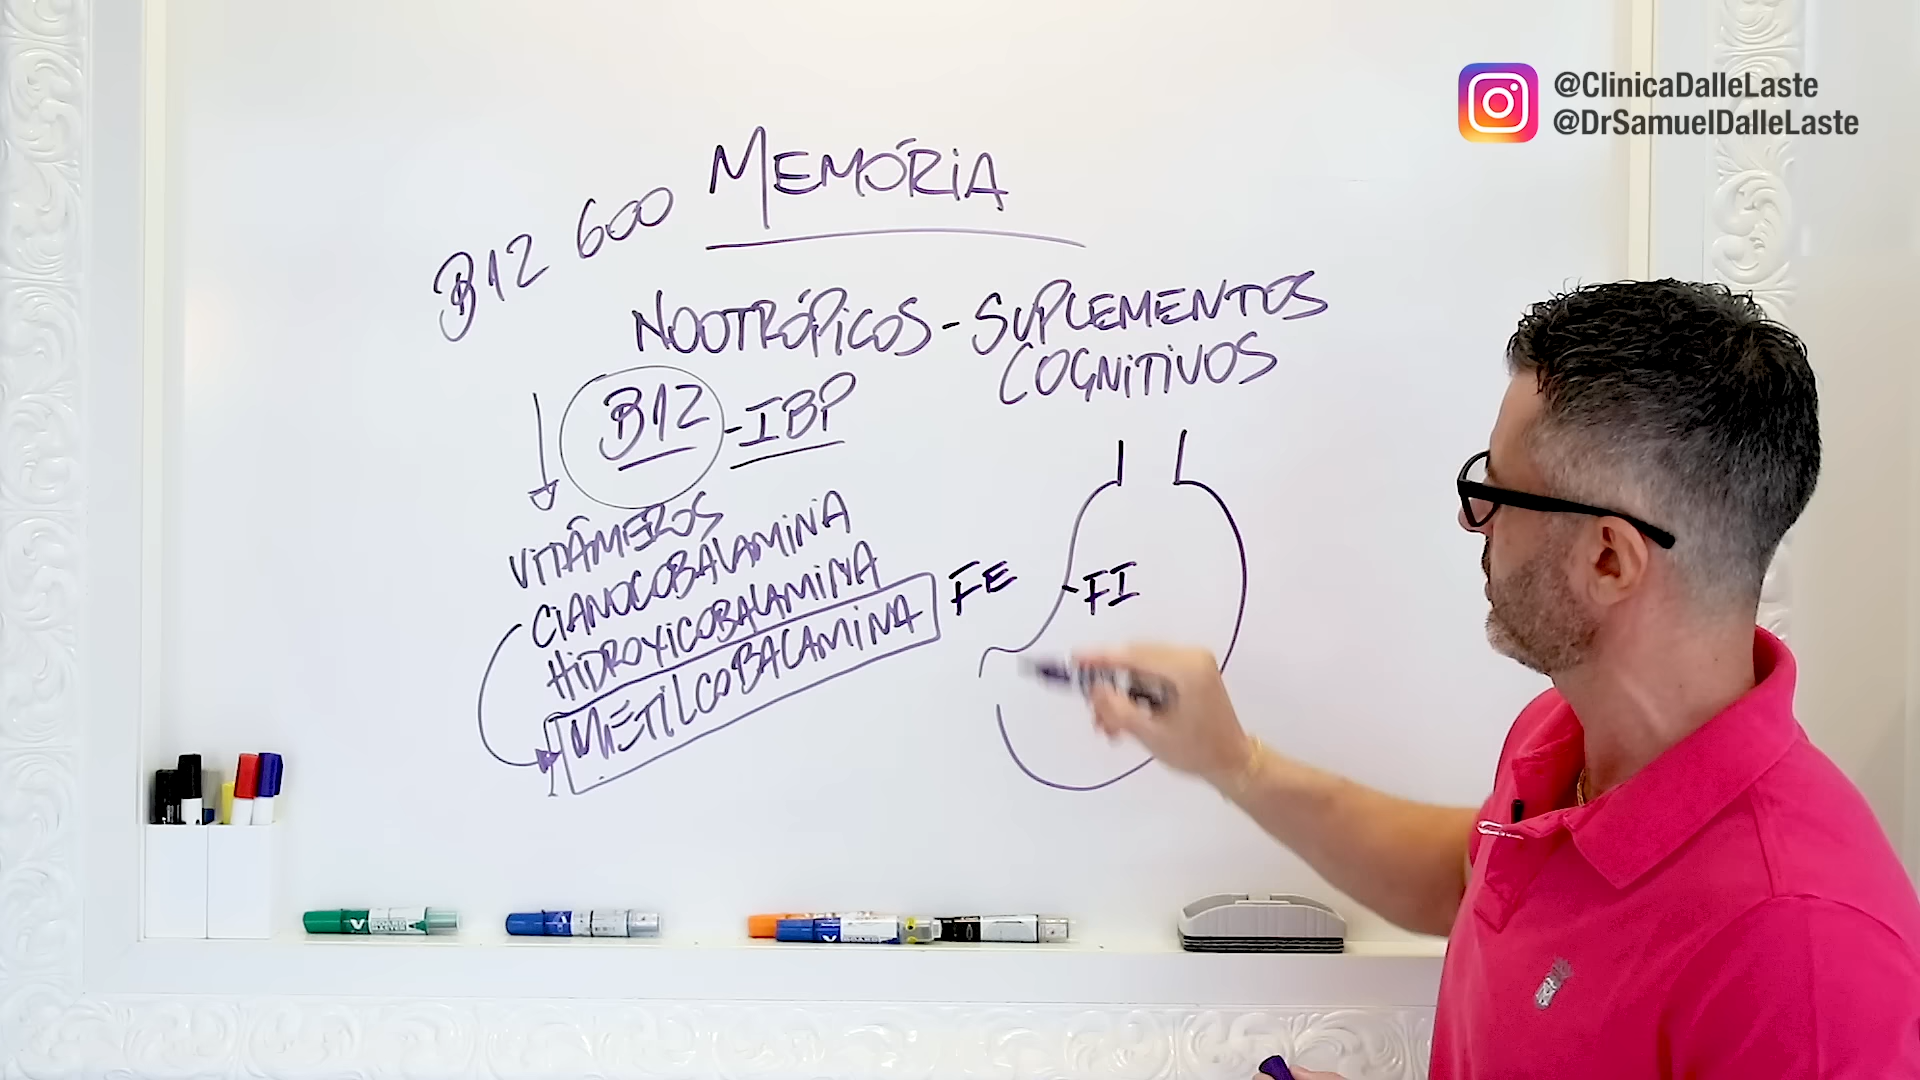 @ClinicaDalleLaste
@DrSamuelDalleLaste
MEMÓRIA
B12 600
NOOTRÓPICOS - SUPLEMENTOS
COGNITIVOS
B12 - IBP
VITÂMEROS
CIANOCOBALAMINA
HIDROXICOBALAMINA
METILCOBALAMINA
FE
FI